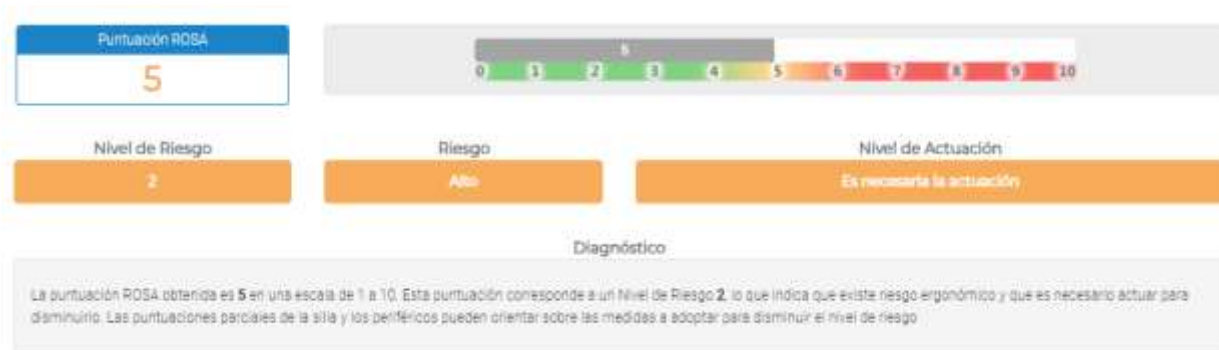 Puntuación ROSA
5
5
0 1 2 3 4 5 6 7 8 9 10
Nivel de Riesgo
Riesgo
Nivel de Actuación
2
Alto
Es necesaria la actuación
Diagnóstico
La puntuación ROSA obtenida es 5 en una escala de 1 a 10. Esta puntuación corresponde a un Nivel de Riesgo 2, lo que indica que existe riesgo ergonómico y que es necesario actuar para
disminuirlo. Las puntuaciones parciales de la silla y los periféricos pueden orientar sobre las medidas a adoptar para disminuir el nivel de riesgo